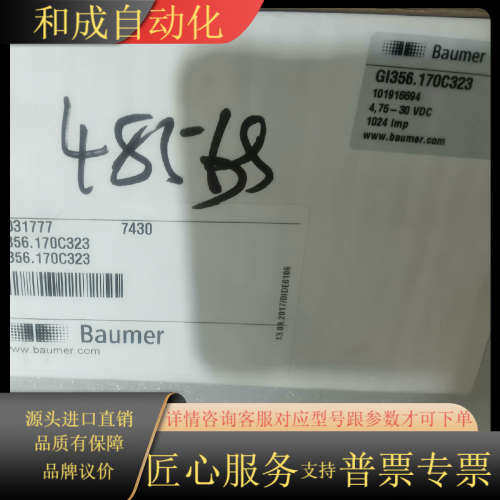 和成自动化
Baumer
GI356.170C323
101916694
4,75-30 VDC
1024 Imp
www.baumer.com
031777 7430
356.170C323
356.170C323
Baumer
www.baumer.com
源头进口直销
品质有保障
品牌议价
详情咨询客服对应型号跟参数才可下单
匠心服务支持普票专票